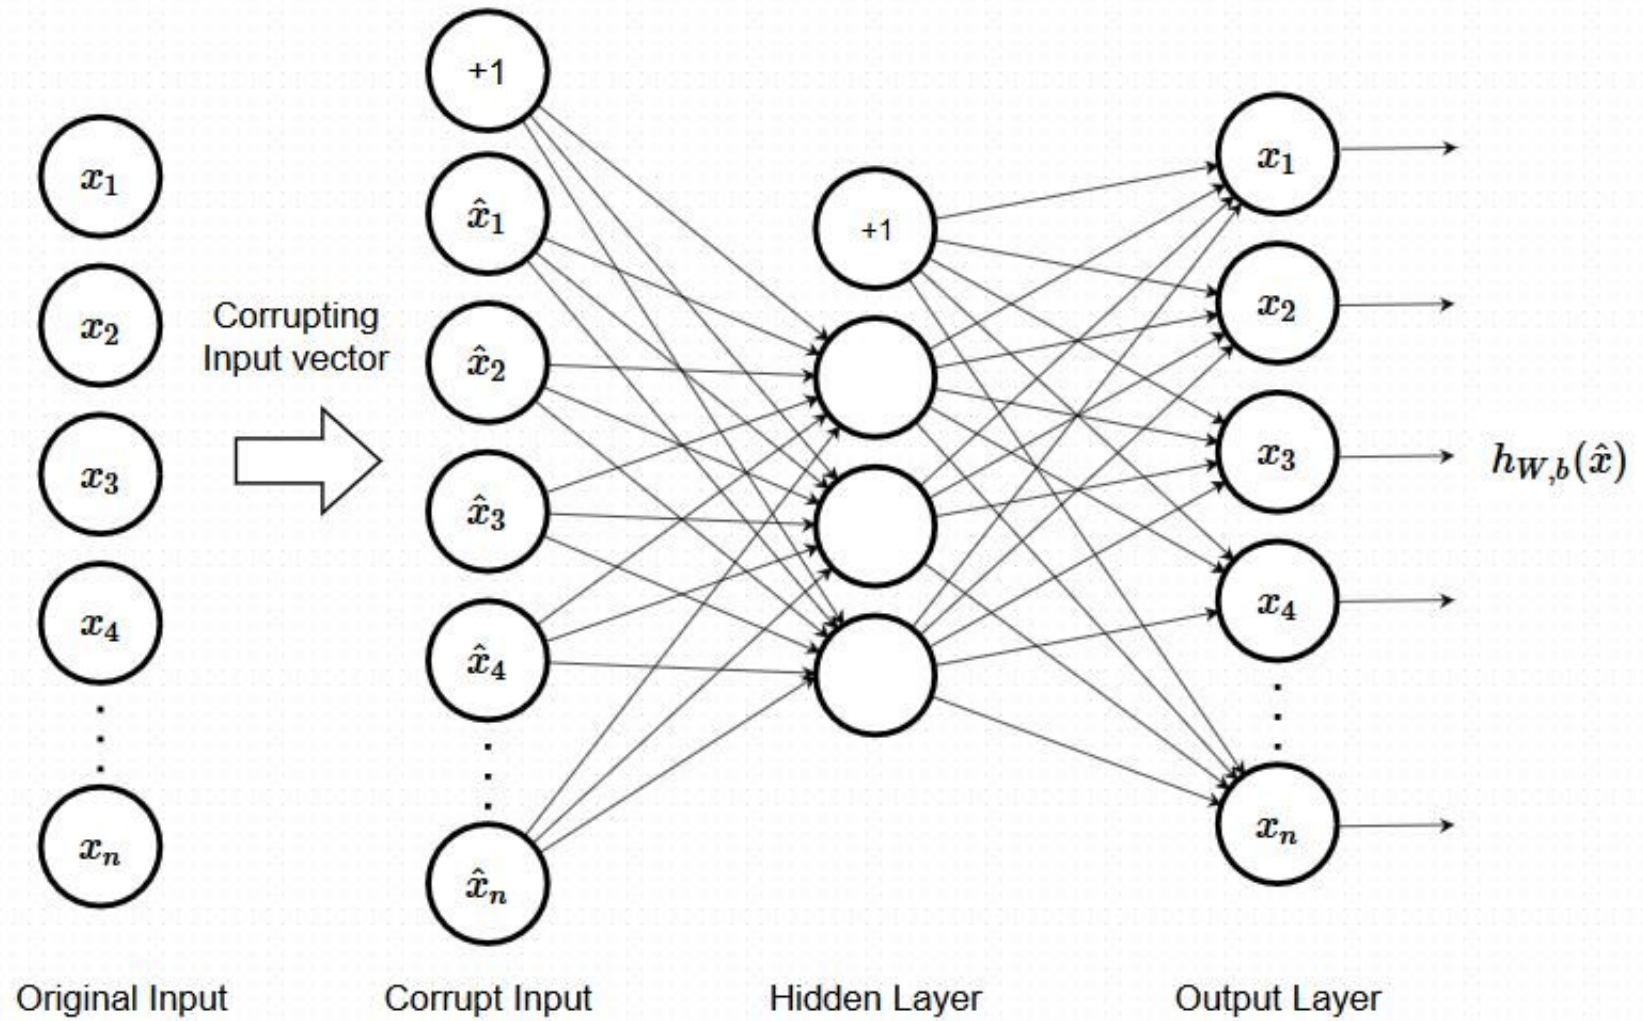 +1
x₁
x₂
x₃
x₄
xₙ
Corrupting
Input vector
x̂₁
x̂₂
x̂₃
x̂₄
x̂ₙ
+1
x₁
x₂
x₃
x₄
xₙ
h_{W,b}(x̂)
Original Input
Corrupt Input
Hidden Layer
Output Layer